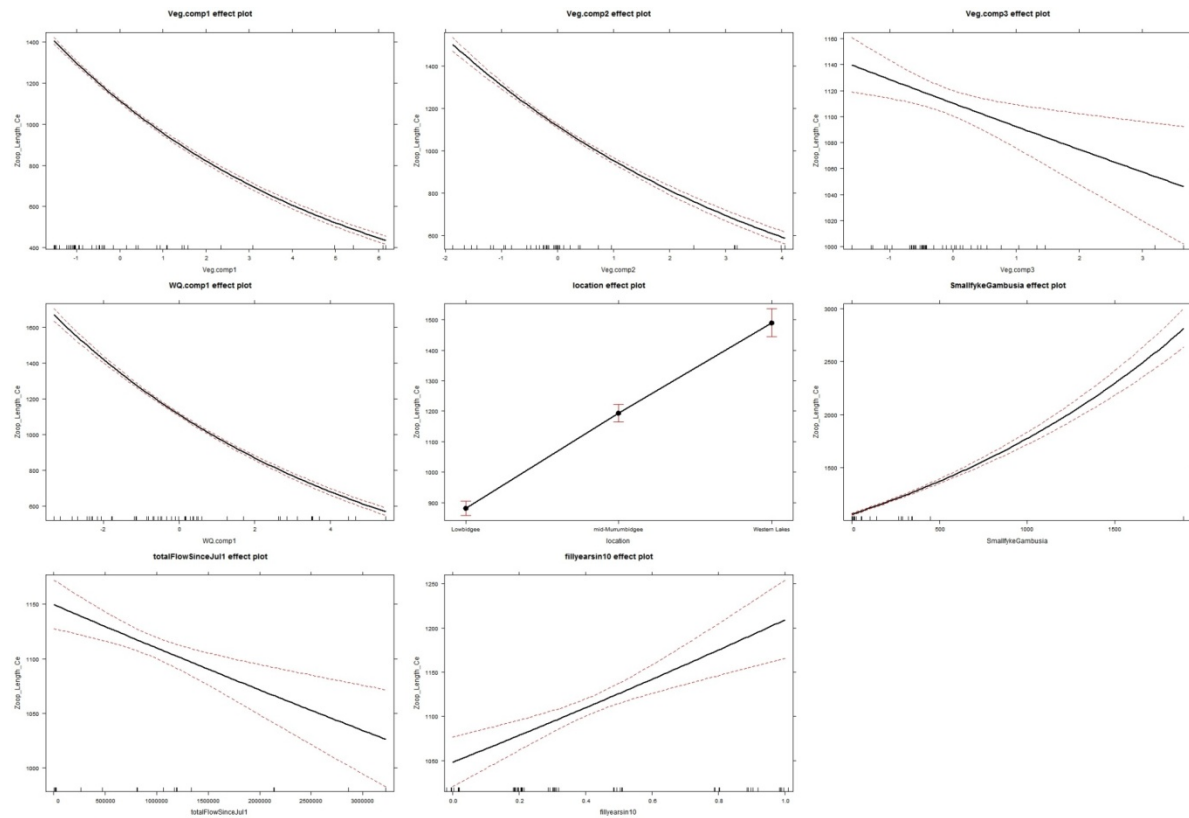 Veg.comp1 effect plot
Zoop_Length_Ce
1400
1200
1000
800
600
400
-1 0 1 2 3 4 5 6
Veg.comp1
Veg.comp2 effect plot
Zoop_Length_Ce
1400
1200
1000
800
600
-1 0 1 2 3 4
Veg.comp2
Veg.comp3 effect plot
Zoop_Length_Ce
1160
1140
1120
1100
1080
1060
1040
1020
1000
-1 0 1 2 3
Veg.comp3
WQ.comp1 effect plot
Zoop_Length_Ce
1600
1400
1200
1000
800
600
-2 0 2 4
WQ.comp1
location effect plot
Zoop_Length_Ce
1500
1400
1300
1200
1100
1000
900
Lowbidgee mid-Murrumbidgee Western Lakes
location
SmallfykeGambusia effect plot
Zoop_Length_Ce
3000
2500
2000
1500
0 500 1000 1500
SmallfykeGambusia
totalFlowSinceJul1 effect plot
Zoop_Length_Ce
1150
1100
1050
1000
0 500000 1000000 1500000 2000000 2500000 3000000
totalFlowSinceJul1
fillyearsin10 effect plot
Zoop_Length_Ce
1250
1200
1150
1100
1050
0.0 0.2 0.4 0.6 0.8 1.0
fillyearsin10